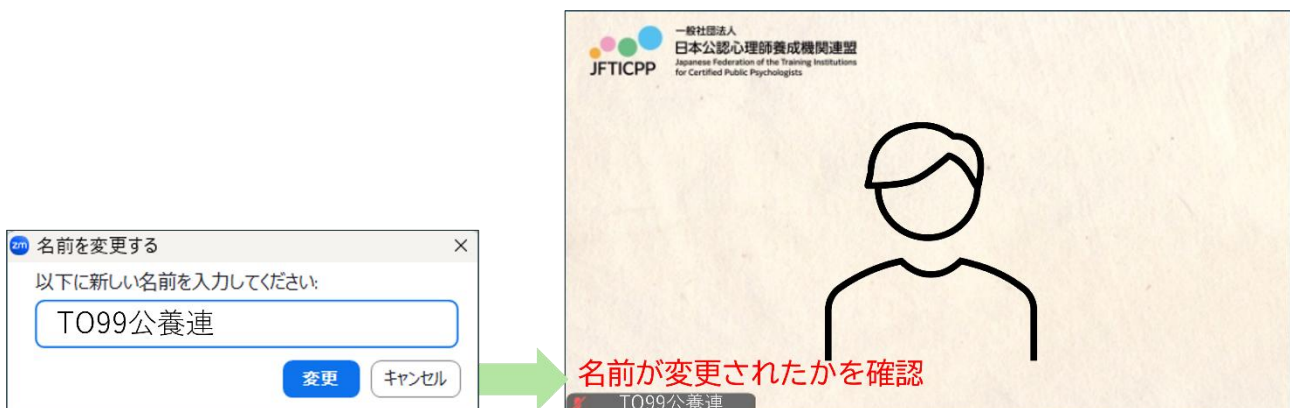 zm 名前を変更する ×
以下に新しい名前を入力してください:
TO99公養連
変更 キャンセル
一般社団法人
日本公認心理師養成機関連盟
Japanese Federation of the Training Institutions
for Certified Public Psychologists
JFTICPP
名前が変更されたかを確認
TO99公養連